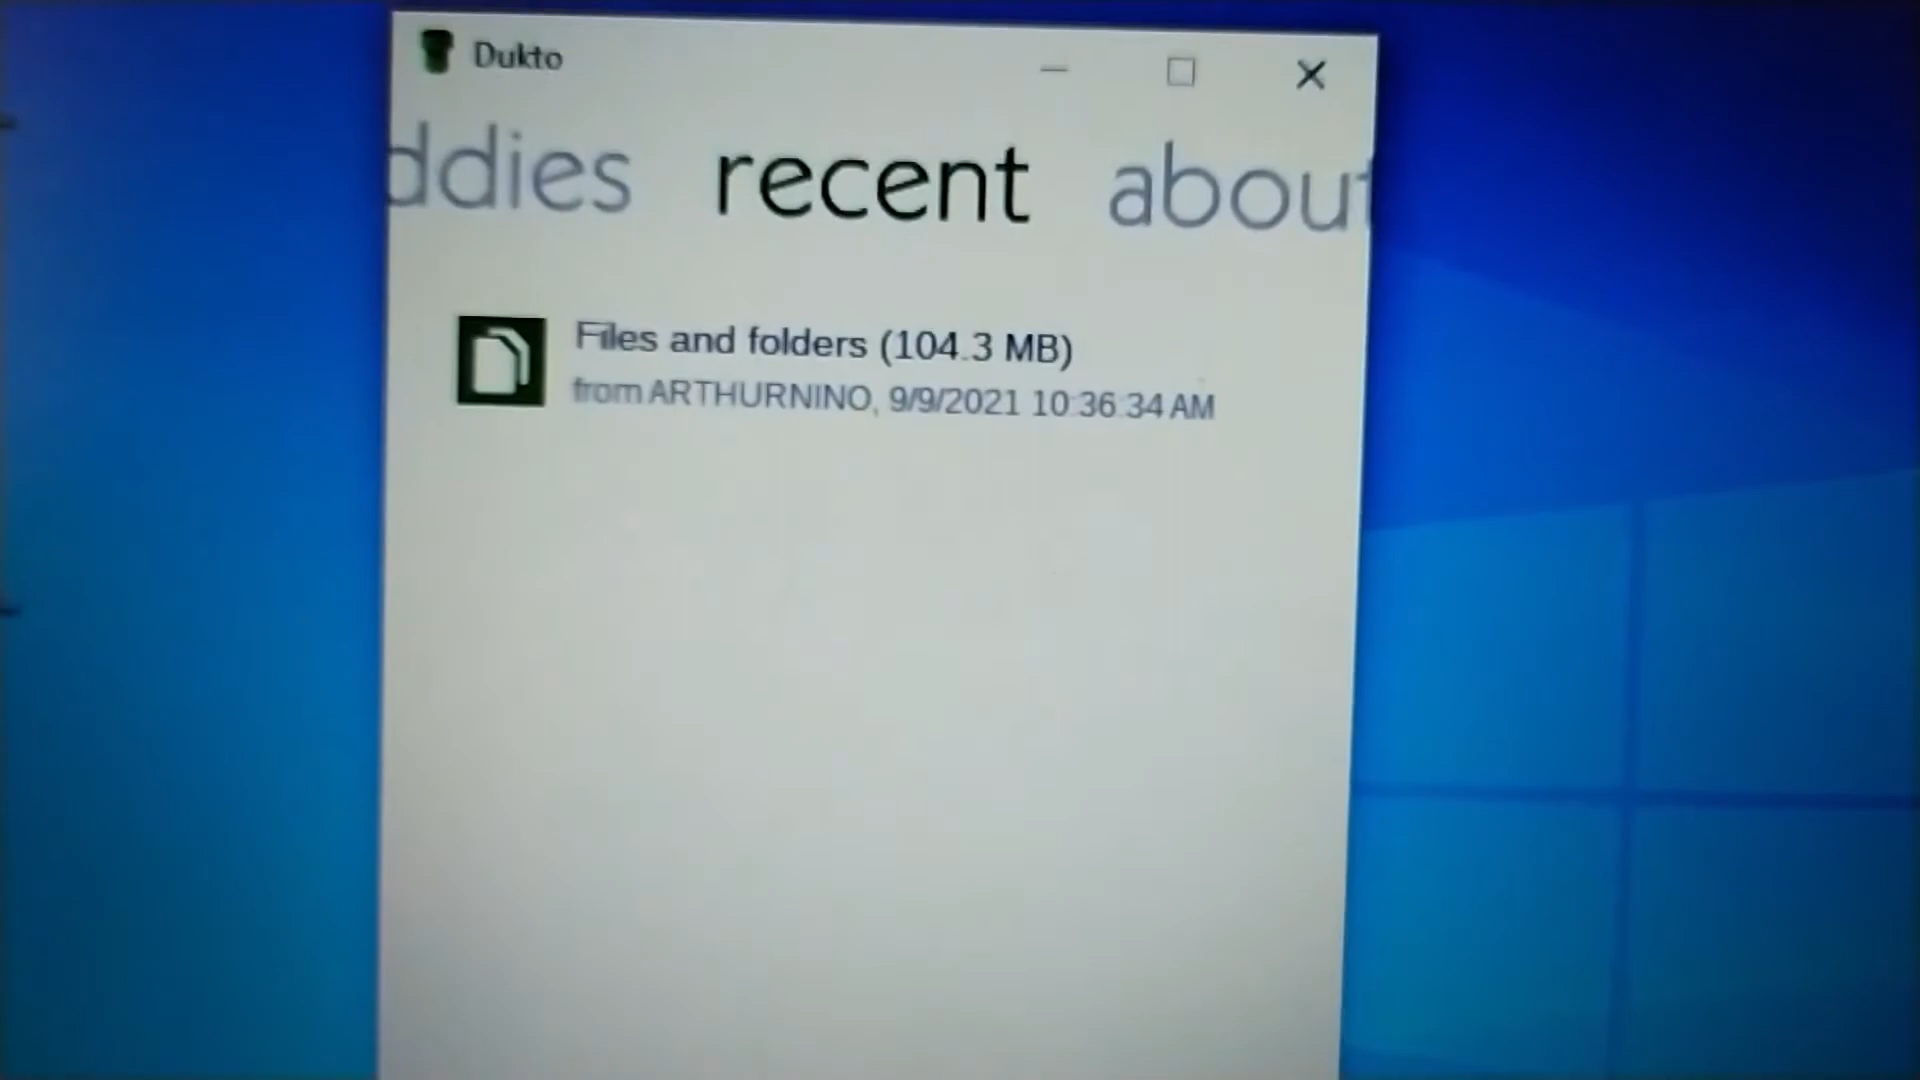 Dukto
ddies recent about
Files and folders (104.3 MB)
from ARTHURNINO, 9/9/2021 10:36:34 AM